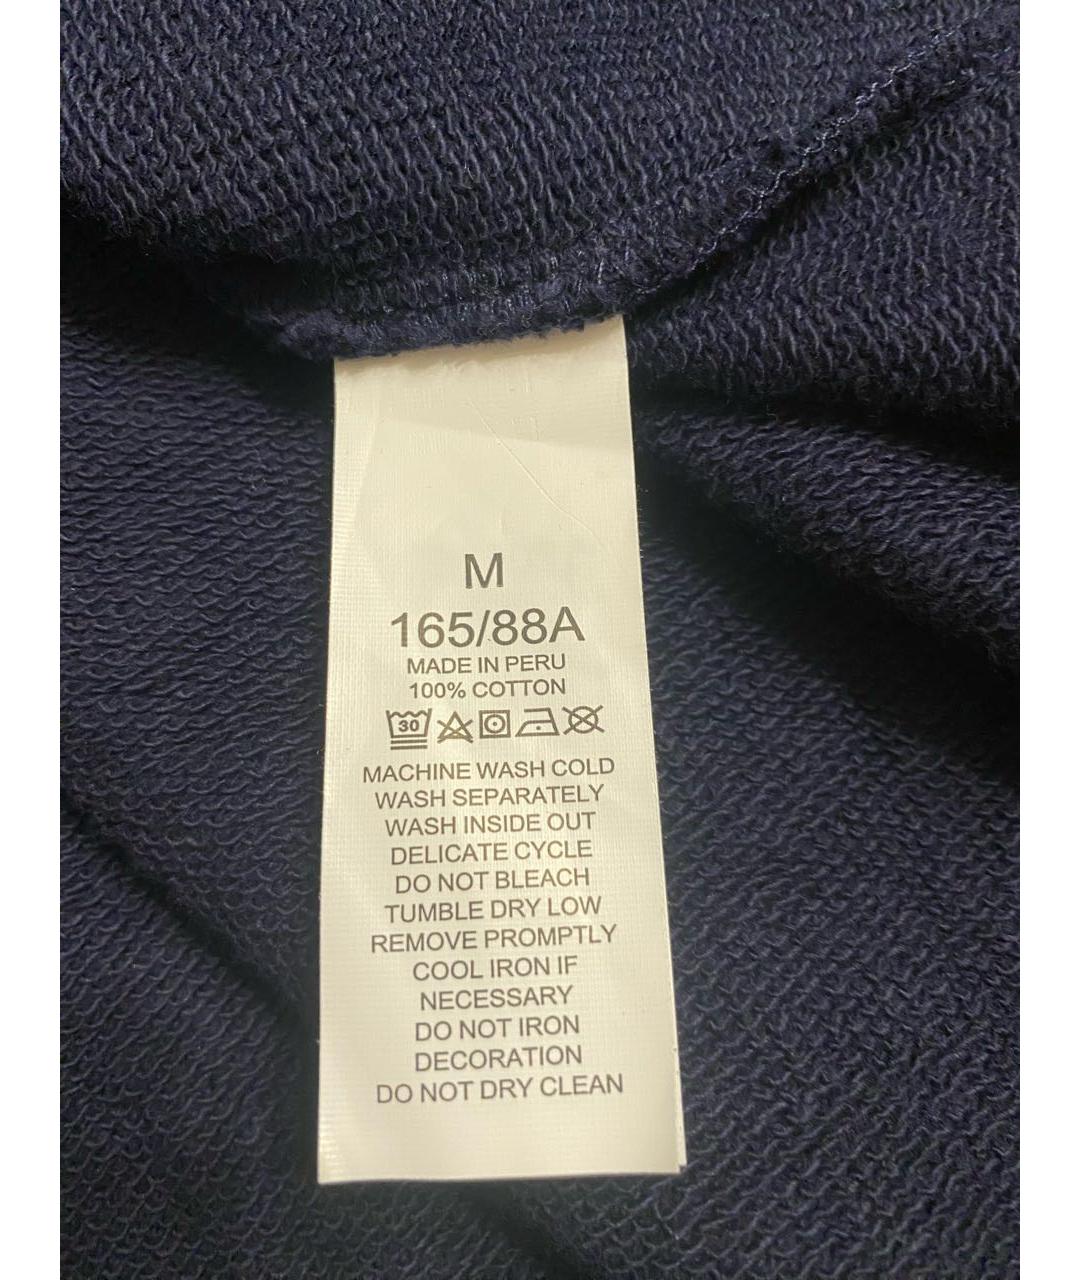 M
165/88A
MADE IN PERU
100% COTTON
30
MACHINE WASH COLD
WASH SEPARATELY
WASH INSIDE OUT
DELICATE CYCLE
DO NOT BLEACH
TUMBLE DRY LOW
REMOVE PROMPTLY
COOL IRON IF
NECESSARY
DO NOT IRON
DECORATION
DO NOT DRY CLEAN